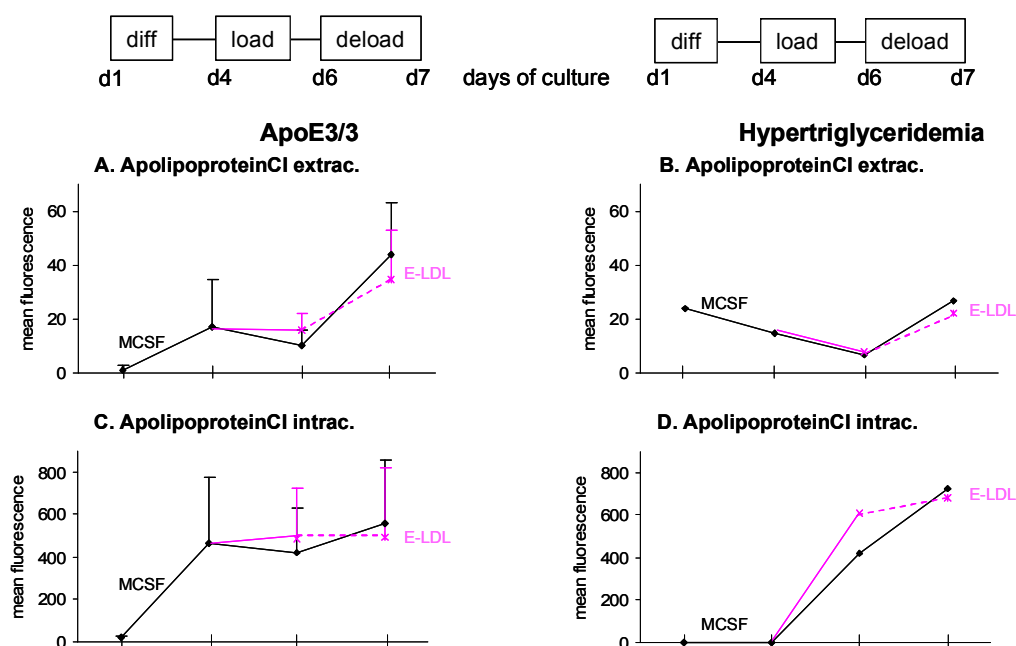 diff load deload diff load deload
d1 d4 d6 d7 days of culture d1 d4 d6 d7
ApoE3/3 Hypertriglyceridemia
A. ApolipoproteinCI extrac. B. ApolipoproteinCI extrac.
mean fluorescence
60
40
20
0
MCSF
E-LDL
mean fluorescence
60
40
20
0
MCSF
E-LDL
C. ApolipoproteinCI intrac. D. ApolipoproteinCI intrac.
mean fluorescence
800
600
400
200
0
MCSF
E-LDL
mean fluorescence
800
600
400
200
0
MCSF
E-LDL